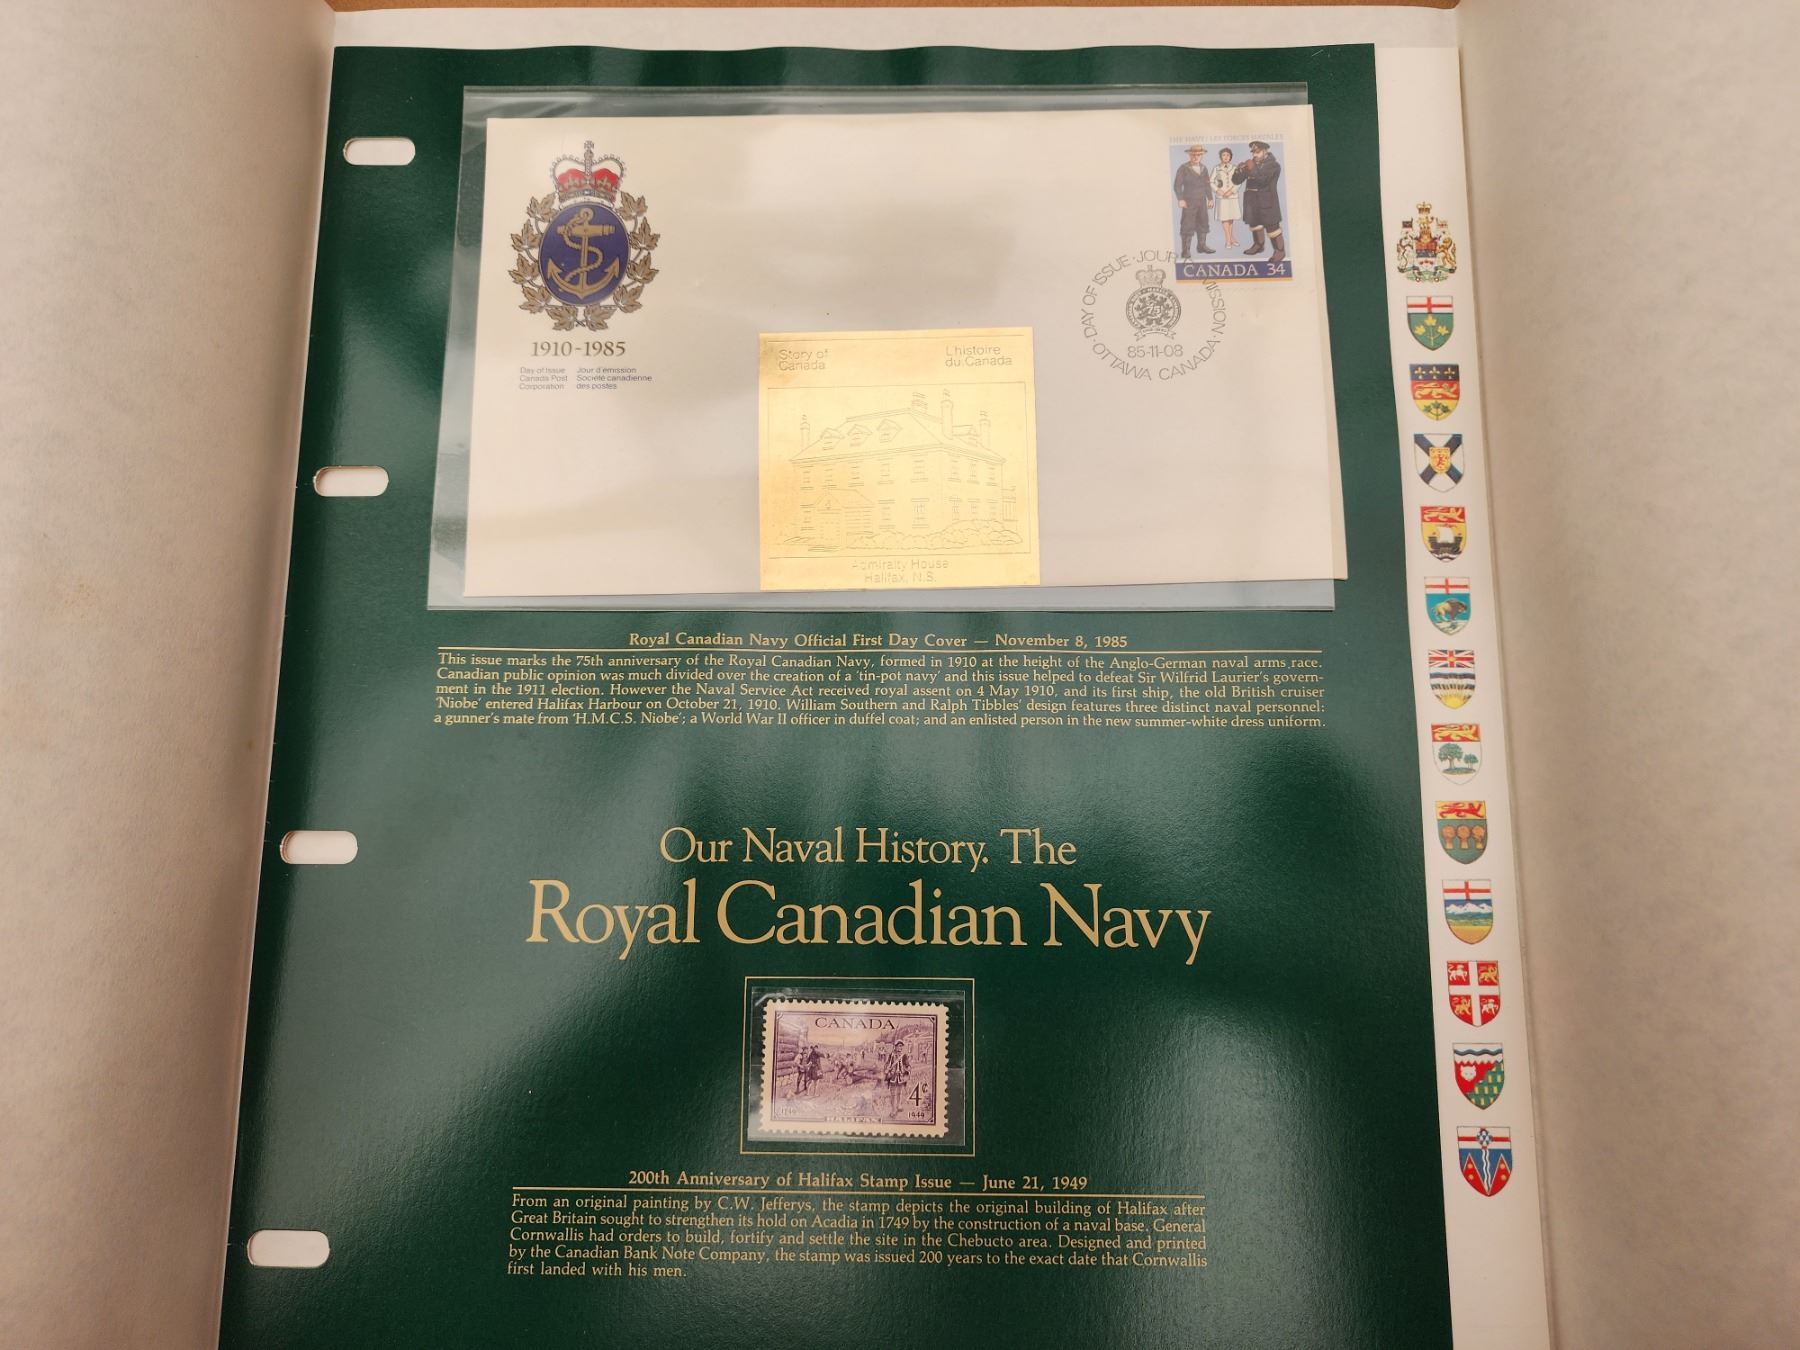 THE NAVY / LES FORCES NAVALES
CANADA 34
DAY OF ISSUE · JOUR
MISSION
OTTAWA CANADA
75
85-11-08
1910-1985
Day of Issue Jour d'émission
Canada Post Société canadienne
Corporation des postes
Story of L'histoire
Canada du Canada
Admiralty House
Halifax, N.S.
Royal Canadian Navy Official First Day Cover — November 8, 1985
This issue marks the 75th anniversary of the Royal Canadian Navy, formed in 1910 at the height of the Anglo-German naval arms race.
Canadian public opinion was much divided over the creation of a 'tin-pot navy' and this issue helped to defeat Sir Wilfrid Laurier's govern-
ment in the 1911 election. However the Naval Service Act received royal assent on 4 May 1910, and its first ship, the old British cruiser
'Niobe' entered Halifax Harbour on October 21, 1910. William Southern and Ralph Tibbles' design features three distinct naval personnel:
a gunner's mate from 'H.M.C.S. Niobe'; a World War II officer in duffel coat; and an enlisted person in the new summer-white dress uniform.
Our Naval History. The
Royal Canadian Navy
CANADA
4¢
1749 1949
HALIFAX
200th Anniversary of Halifax Stamp Issue — June 21, 1949
From an original painting by C.W. Jefferys, the stamp depicts the original building of Halifax after
Great Britain sought to strengthen its hold on Acadia in 1749 by the construction of a naval base. General
Cornwallis had orders to build, fortify and settle the site in the Chebucto area. Designed and printed
by the Canadian Bank Note Company, the stamp was issued 200 years to the exact date that Cornwallis
first landed with his men.